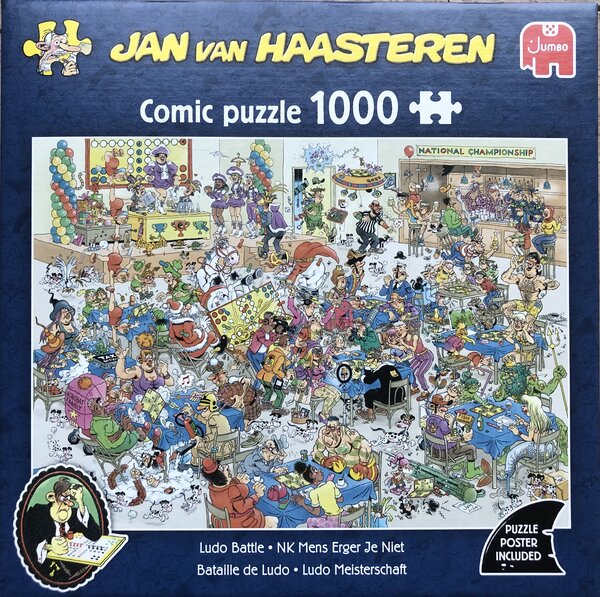 JAN VAN HAASTEREN
Jumbo
Comic puzzle 1000
NATIONAL CHAMPIONSHIP
Ludo Battle • NK Mens Erger Je Niet
Bataille de Ludo • Ludo Meisterschaft
PUZZLE
POSTER
INCLUDED